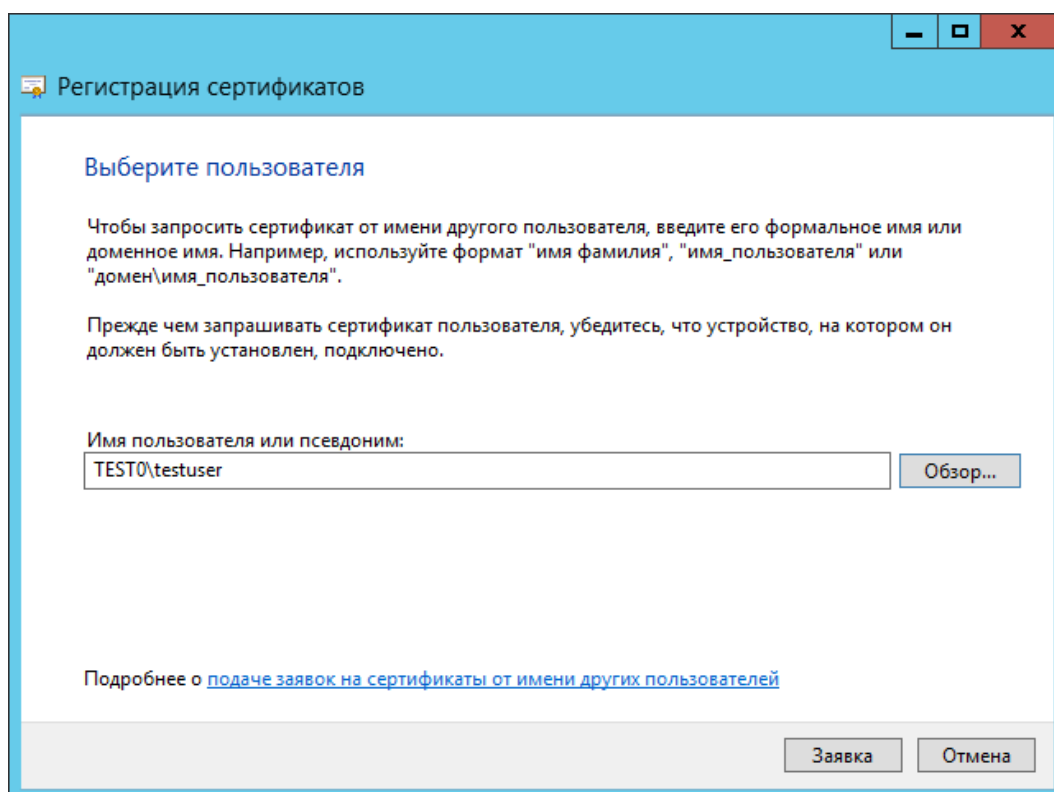 Регистрация сертификатов
Выберите пользователя
Чтобы запросить сертификат от имени другого пользователя, введите его формальное имя или
доменное имя. Например, используйте формат "имя фамилия", "имя_пользователя" или
"домен\имя_пользователя".
Прежде чем запрашивать сертификат пользователя, убедитесь, что устройство, на котором он
должен быть установлен, подключено.
Имя пользователя или псевдоним:
TEST0\testuser
Обзор...
Подробнее о подаче заявок на сертификаты от имени других пользователей
Заявка
Отмена